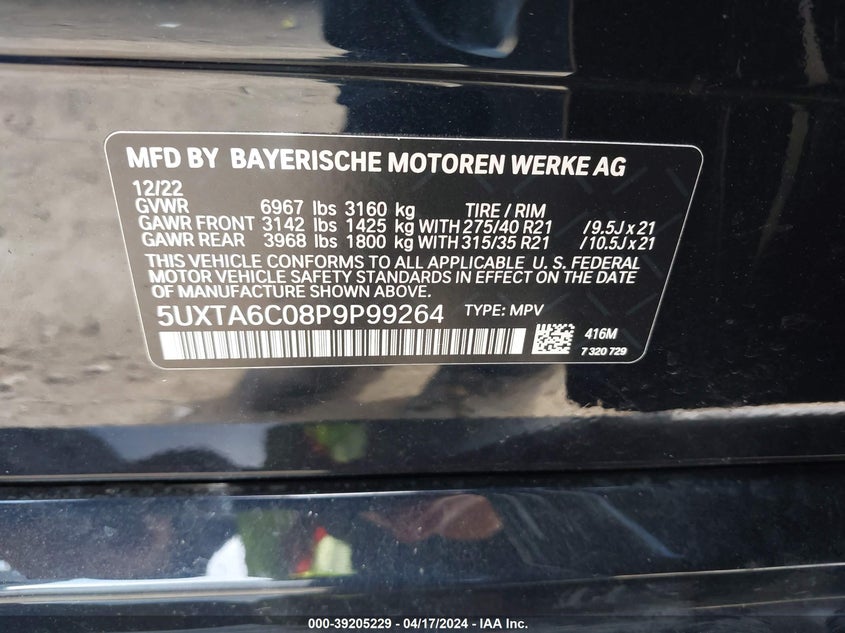 MFD BY BAYERISCHE MOTOREN WERKE AG
12/22
GVWR 6967 lbs 3160 kg TIRE / RIM
GAWR FRONT 3142 lbs 1425 kg WITH 275/40 R21 / 9.5J x 21
GAWR REAR 3968 lbs 1800 kg WITH 315/35 R21 / 10.5J x 21
THIS VEHICLE CONFORMS TO ALL APPLICABLE U. S. FEDERAL
MOTOR VEHICLE SAFETY STANDARDS IN EFFECT ON THE DATE
OF MANUFACTURE SHOWN ABOVE.
5UXTA6C08P9P99264 TYPE: MPV
416M
7 320 729
000-39205229 - 04/17/2024 - IAA Inc.